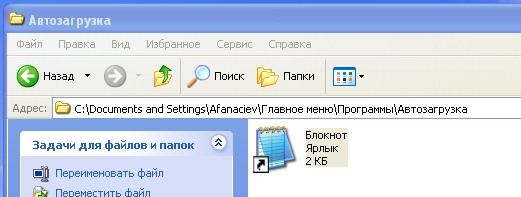 Автозагрузка
Файл Правка Вид Избранное Сервис Справка
Назад Поиск Папки
Адрес: C:\Documents and Settings\Afanaciev\Главное меню\Программы\Автозагрузка
Задачи для файлов и папок
Переименовать файл
Переместить файл
Блокнот
Ярлык
2 КБ